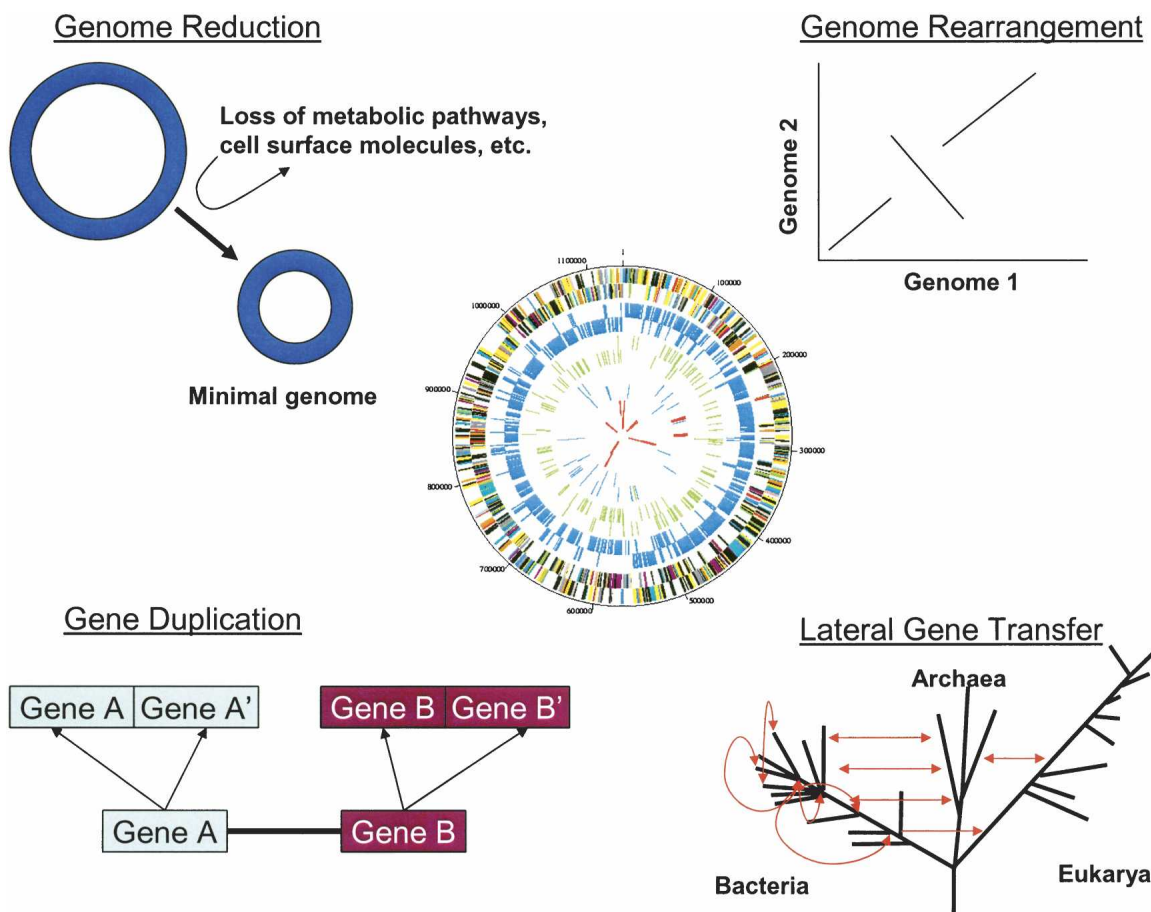 Genome Reduction
Loss of metabolic pathways,
cell surface molecules, etc.
Minimal genome
Genome Rearrangement
Genome 2
Genome 1
1
100000
200000
300000
400000
500000
600000
700000
800000
900000
1000000
1100000
Gene Duplication
Gene A Gene A’
Gene B Gene B’
Gene A
Gene B
Lateral Gene Transfer
Archaea
Bacteria
Eukarya